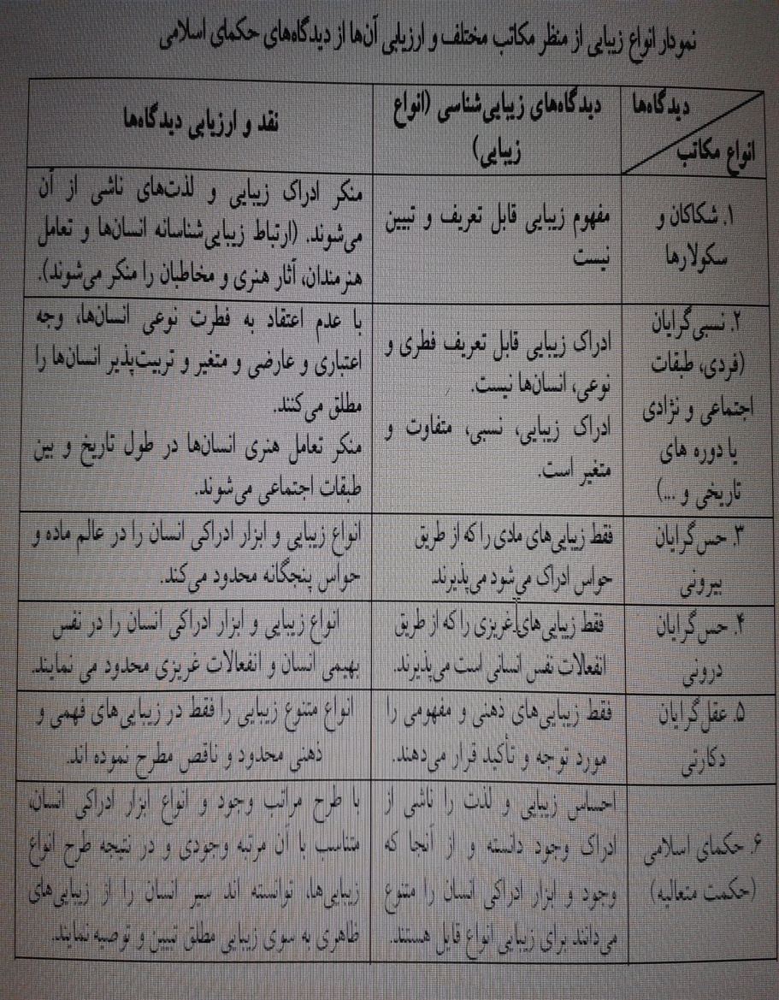 نمودار انواع زیبایی از منظر مکاتب مختلف و ارزیابی آن‌ها از دیدگاه‌های حکمای اسلامی
دیدگاه‌ها
انواع مکاتب
دیدگاه‌های زیبایی‌شناسی (انواع
زیبایی)
نقد و ارزیابی دیدگاه‌ها
۱. شکاکان و
سکولارها
مفهوم زیبایی قابل تعریف و تبیین
نیست
منکر ادراک زیبایی و لذت‌های ناشی از آن
می‌شوند. (ارتباط زیبایی‌شناسانه انسان‌ها و تعامل
هنرمندان، آثار هنری و مخاطبان را منکر می‌شوند).
۲. نسبی‌گرایان
(فردی، طبقات
اجتماعی و نژادی
یا دوره های
تاریخی و ...)
ادراک زیبایی قابل تعریف فطری و
نوعی، انسان‌ها نیست.
ادراک زیبایی، نسبی، متفاوت و
متغیر است.
با عدم اعتقاد به فطرت نوعی انسان‌ها، وجه
اعتباری و عارضی و متغیر و تربیت‌پذیر انسان‌ها را
مطلق می‌کنند.
منکر تعامل هنری انسان‌ها در طول تاریخ و بین
طبقات اجتماعی می‌شوند.
۳. حس‌گرایان
بیرونی
فقط زیبایی‌های مادی را که از طریق
حواس ادراک می‌شود می‌پذیرند.
انواع زیبایی و ابزار ادراکی انسان را در عالم ماده و
حواس پنجگانه محدود می‌کند.
۴. حس‌گرایان
درونی
فقط زیبایی های غریزی را که از طریق
انفعالات نفس انسانی است می‌پذیرند.
انواع زیبایی و ابزار ادراکی انسان را در نفس
بهیمی انسان و انفعالات غریزی محدود می نمایند.
۵. عقل‌گرایان
دکارتی
فقط زیبایی‌های ذهنی و مفهومی را
مورد توجه و تأکید قرار می‌دهند.
انواع متنوع زیبایی را فقط در زیبایی‌های فهمی و
ذهنی محدود و ناقص مطرح نموده اند.
۶. حکمای اسلامی
(حکمت متعالیه)
احساس زیبایی و لذت را ناشی از
ادراک وجود دانسته و از آنجا که
وجود و ابزار ادراکی انسان را متنوع
می‌دانند برای زیبایی انواع قایل هستند.
با طرح مراتب وجود و انواع ابزار ادراکی انسان،
متناسب با آن مرتبه وجودی و در نتیجه طرح انواع
زیبایی‌ها، توانسته اند سیر انسان را از زیبایی‌های
ظاهری به سوی زیبایی مطلق تبیین و توصیه نمایند.